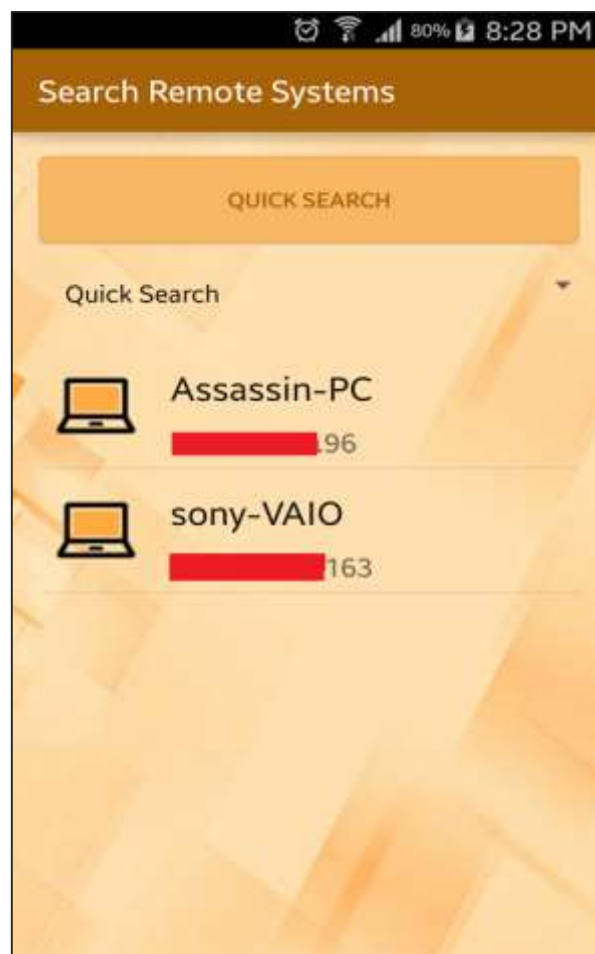 80% 8:28 PM
Search Remote Systems
QUICK SEARCH
Quick Search
Assassin-PC
.96
sony-VAIO
163